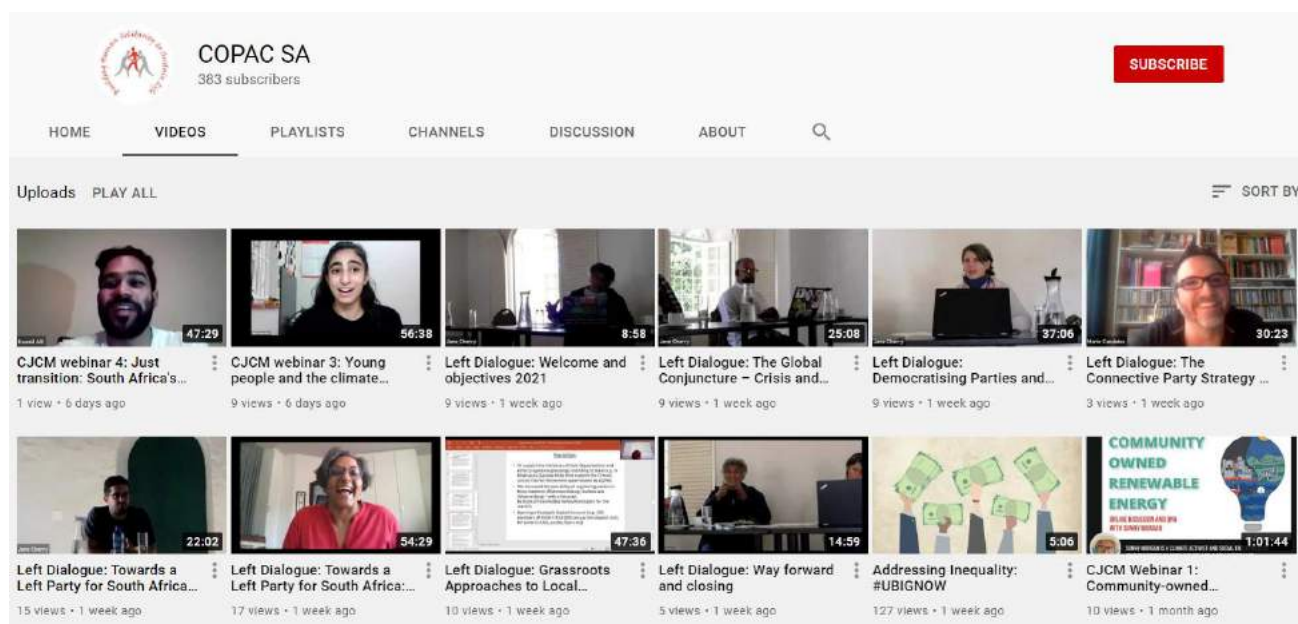 COPAC SA
383 subscribers
SUBSCRIBE
HOME VIDEOS PLAYLISTS CHANNELS DISCUSSION ABOUT
Uploads PLAY ALL
SORT BY
47:29
56:38
8:58
25:08
37:06
30:23
CJCM webinar 4: Just
transition: South Africa's...
1 view • 6 days ago
CJCM webinar 3: Young
people and the climate...
9 views • 6 days ago
Left Dialogue: Welcome and
objectives 2021
9 views • 1 week ago
Left Dialogue: The Global
Conjuncture – Crisis and...
9 views • 1 week ago
Left Dialogue:
Democratising Parties and...
9 views • 1 week ago
Left Dialogue: The
Connective Party Strategy ...
3 views • 1 week ago
22:02
54:29
47:36
14:59
5:06
COMMUNITY
OWNED
RENEWABLE
ENERGY
1:01:44
Left Dialogue: Towards a
Left Party for South Africa...
15 views • 1 week ago
Left Dialogue: Towards a
Left Party for South Africa:...
17 views • 1 week ago
Left Dialogue: Grassroots
Approaches to Local...
10 views • 1 week ago
Left Dialogue: Way forward
and closing
5 views • 1 week ago
Addressing Inequality:
#UBIGNOW
127 views • 1 week ago
CJCM Webinar 1:
Community-owned...
10 views • 1 month ago